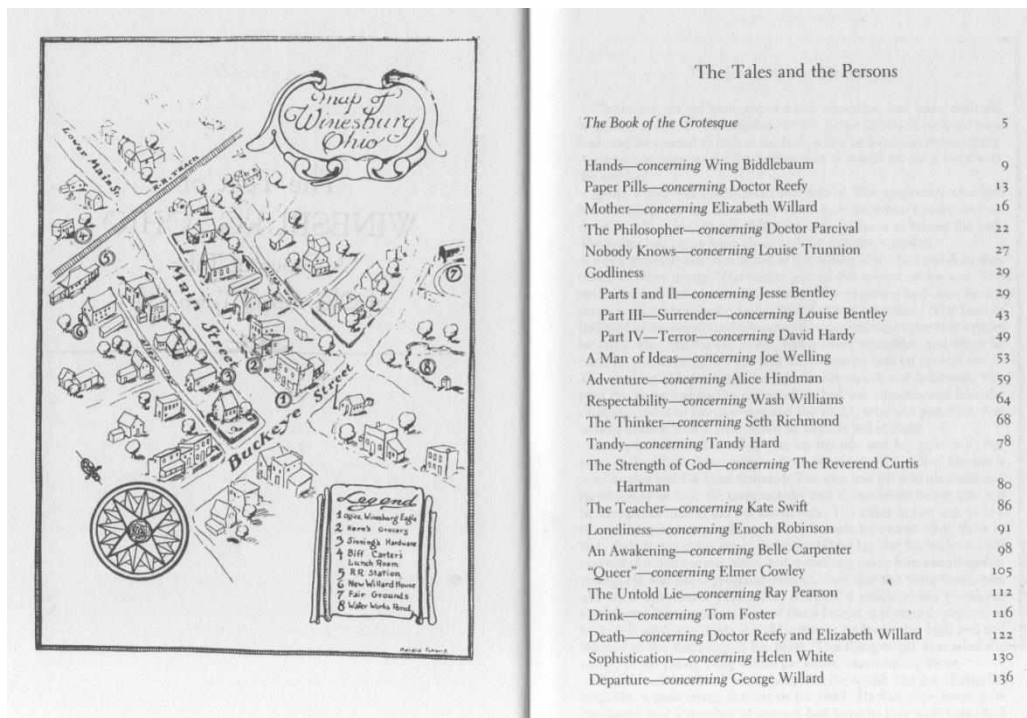 map of
Winesburg
Ohio
Lower Main St.
R.R. TRACK
Main Street
Buckeye Street
4
5
6
7
8
2
3
1
Legend
1 Office Winesburg Eagle
2 Hern's Grocery
3 Sinning's Hardware
4 Biff Carter's
Lunch Room
5 R.R. Station
6 New Willard House
7 Fair Grounds
8 Water Works Pond
The Tales and the Persons
The Book of the Grotesque 5
Hands—concerning Wing Biddlebaum 9
Paper Pills—concerning Doctor Reefy 13
Mother—concerning Elizabeth Willard 16
The Philosopher—concerning Doctor Parcival 22
Nobody Knows—concerning Louise Trunnion 27
Godliness 29
Parts I and II—concerning Jesse Bentley 29
Part III—Surrender—concerning Louise Bentley 43
Part IV—Terror—concerning David Hardy 49
A Man of Ideas—concerning Joe Welling 53
Adventure—concerning Alice Hindman 59
Respectability—concerning Wash Williams 64
The Thinker—concerning Seth Richmond 68
Tandy—concerning Tandy Hard 78
The Strength of God—concerning The Reverend Curtis
Hartman 80
The Teacher—concerning Kate Swift 86
Loneliness—concerning Enoch Robinson 91
An Awakening—concerning Belle Carpenter 98
"Queer"—concerning Elmer Cowley 105
The Untold Lie—concerning Ray Pearson 112
Drink—concerning Tom Foster 116
Death—concerning Doctor Reefy and Elizabeth Willard 122
Sophistication—concerning Helen White 130
Departure—concerning George Willard 136